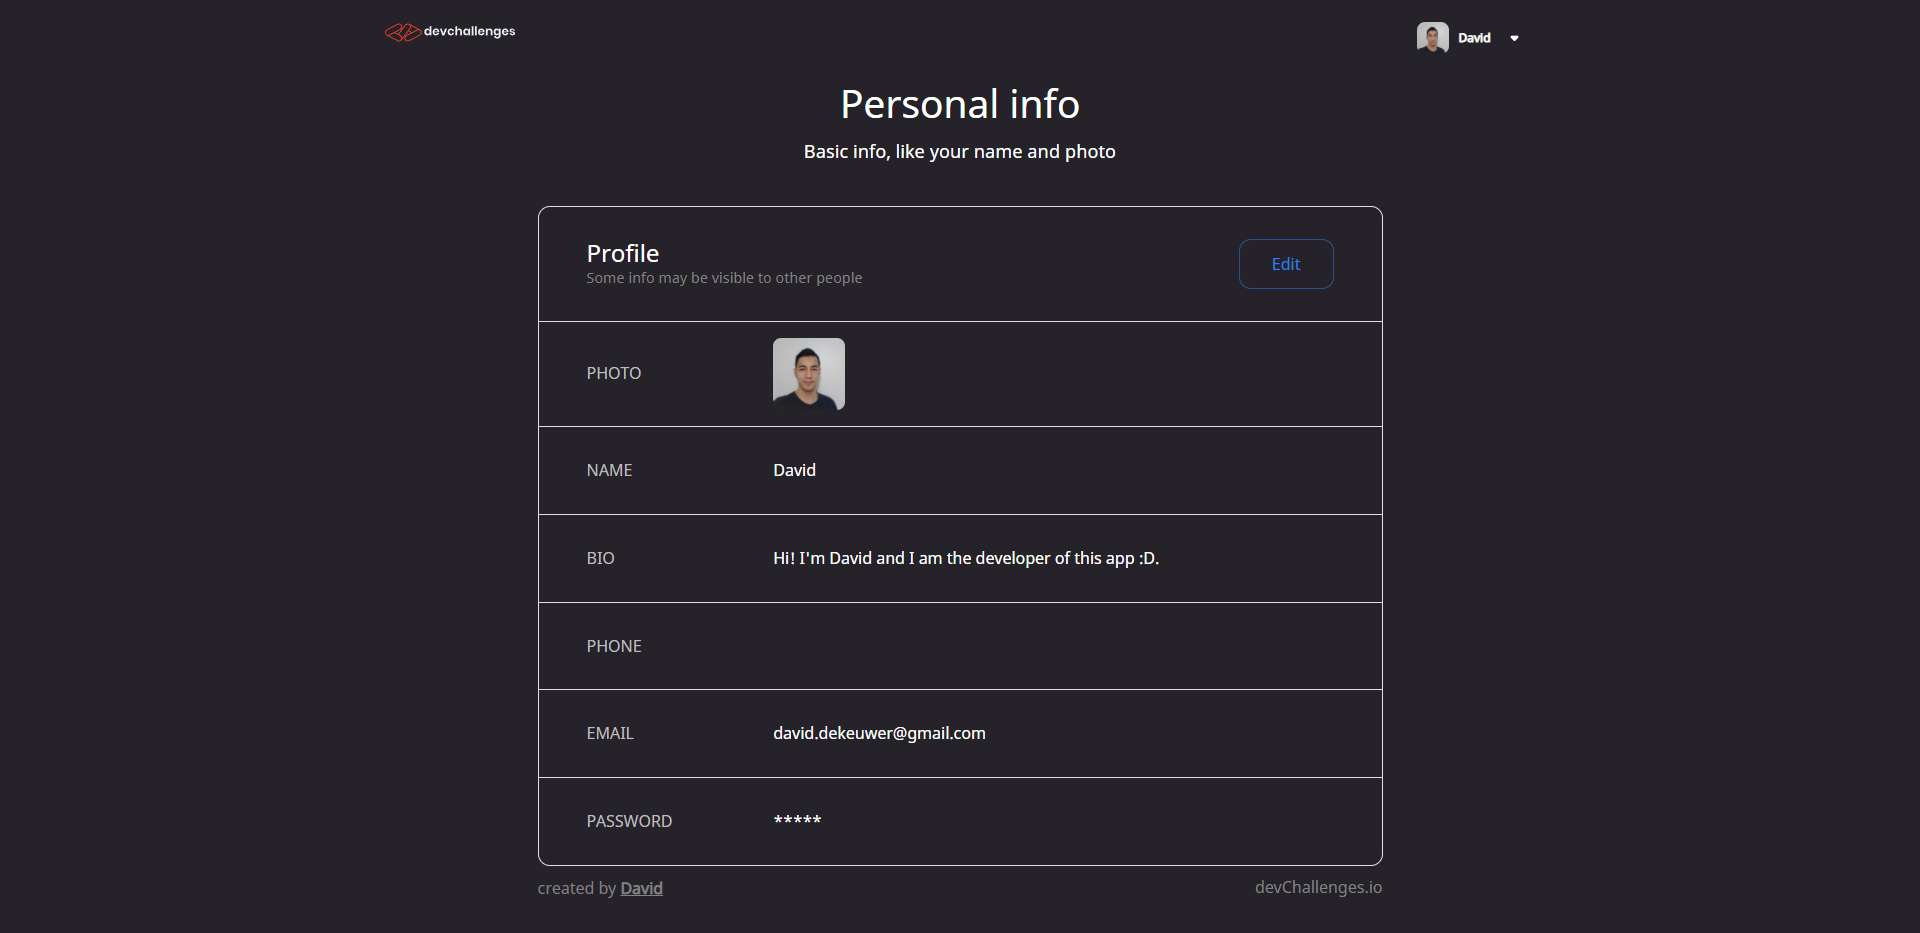 devchallenges
David
Personal info
Basic info, like your name and photo
Profile
Some info may be visible to other people
Edit
PHOTO
NAME David
BIO Hi! I'm David and I am the developer of this app :D.
PHONE
EMAIL david.dekeuwer@gmail.com
PASSWORD *****
created by David devChallenges.io